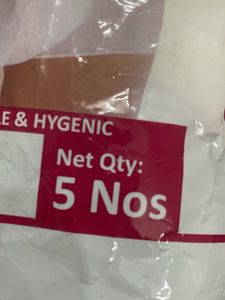 & HYGENIC
Net Qty:
5 Nos